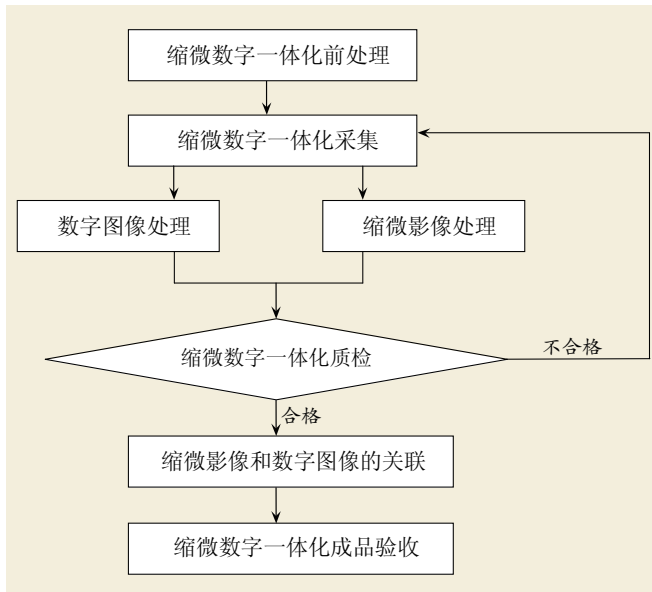 缩微数字一体化前处理
缩微数字一体化采集
数字图像处理
缩微影像处理
缩微数字一体化质检
不合格
合格
缩微影像和数字图像的关联
缩微数字一体化成品验收